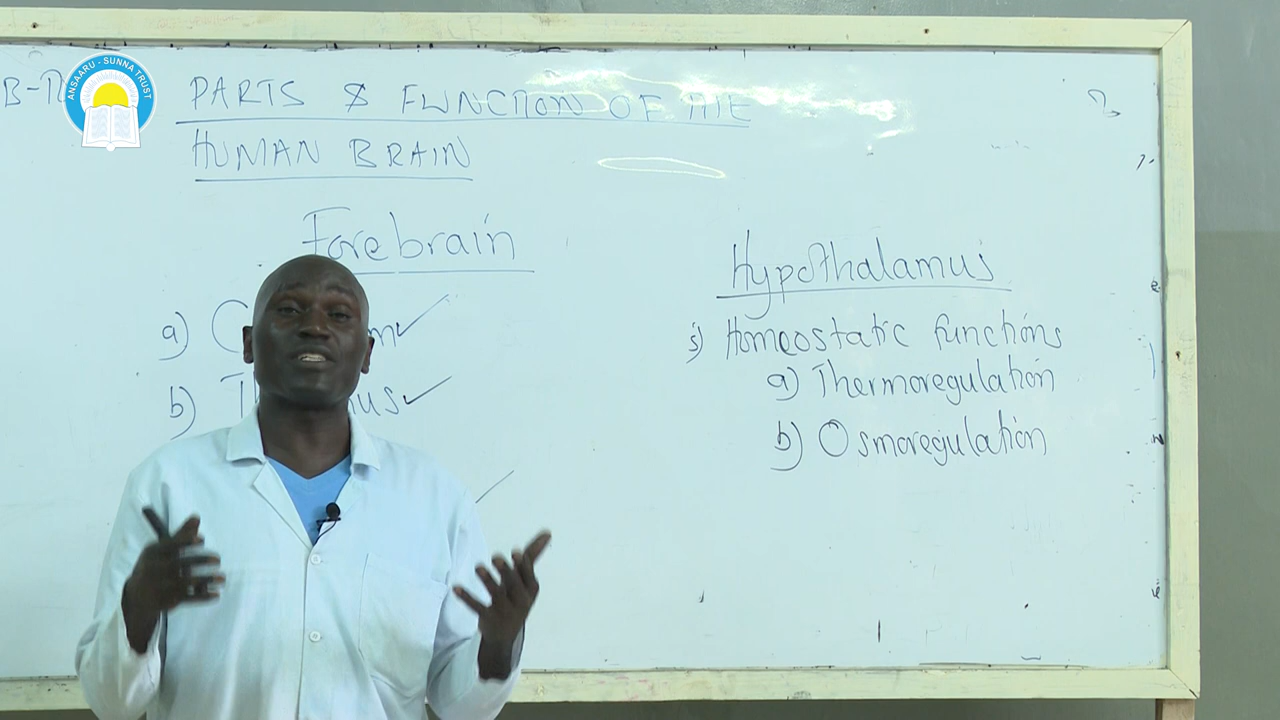 ANSAARU - SUNNA TRUST
PARTS & FUNCTION OF THE
HUMAN BRAIN
Forebrain
a)
b)
Hypothalamus
i) Homeostatic functions
a) Thermoregulation
b) Osmoregulation